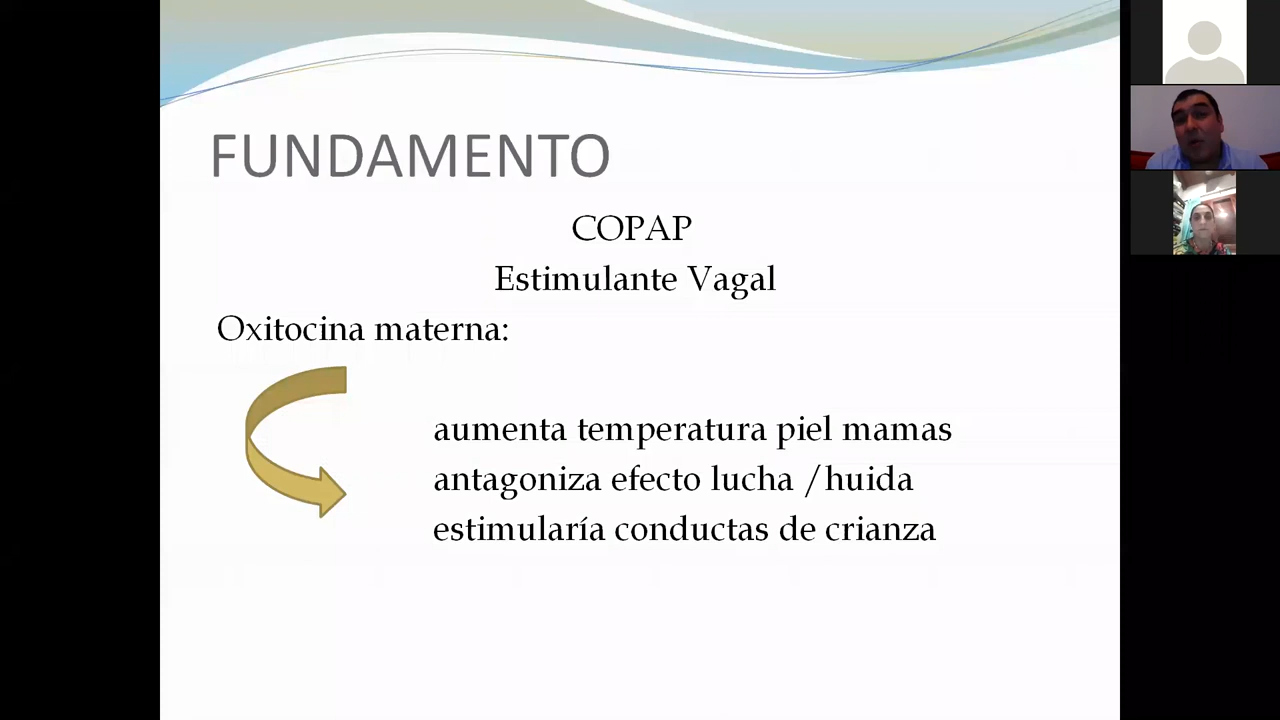 FUNDAMENTO
COPAP
Estimulante Vagal
Oxitocina materna:
aumenta temperatura piel mamas
antagoniza efecto lucha /huida
estimularía conductas de crianza